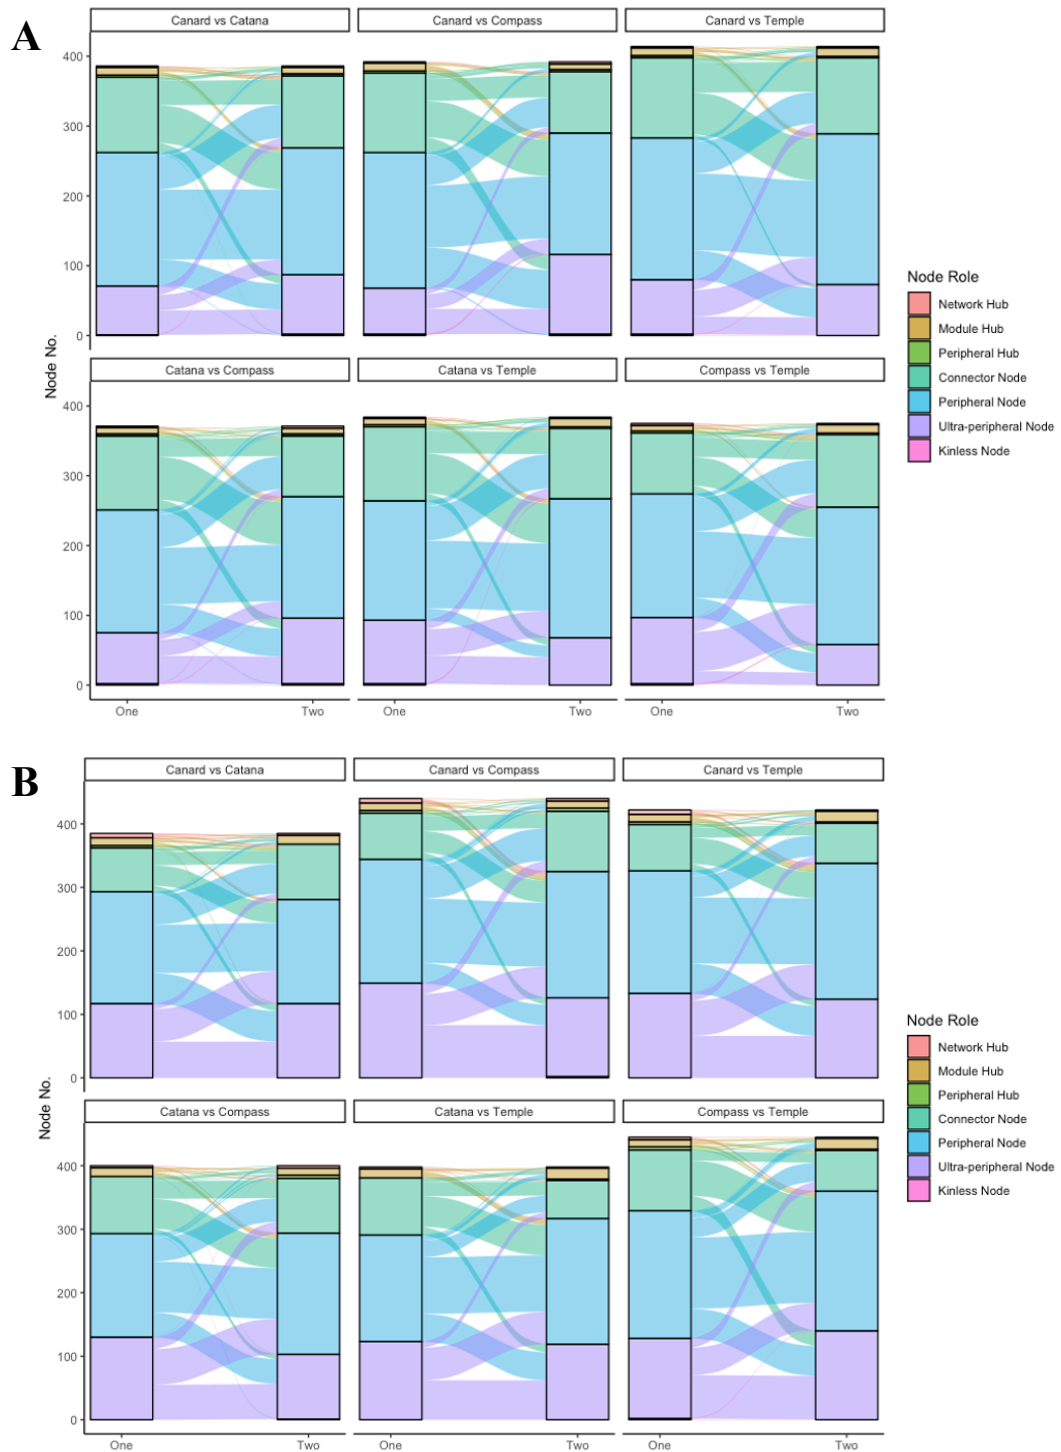 A
Canard vs Catana
Canard vs Compass
Canard vs Temple
400
300
200
100
0
Catana vs Compass
Catana vs Temple
Compass vs Temple
400
300
200
100
0
Node No.
One
Two
One
Two
One
Two
Node Role
Network Hub
Module Hub
Peripheral Hub
Connector Node
Peripheral Node
Ultra-peripheral Node
Kinless Node
B
Canard vs Catana
Canard vs Compass
Canard vs Temple
400
300
200
100
0
Catana vs Compass
Catana vs Temple
Compass vs Temple
400
300
200
100
0
Node No.
One
Two
One
Two
One
Two
Node Role
Network Hub
Module Hub
Peripheral Hub
Connector Node
Peripheral Node
Ultra-peripheral Node
Kinless Node